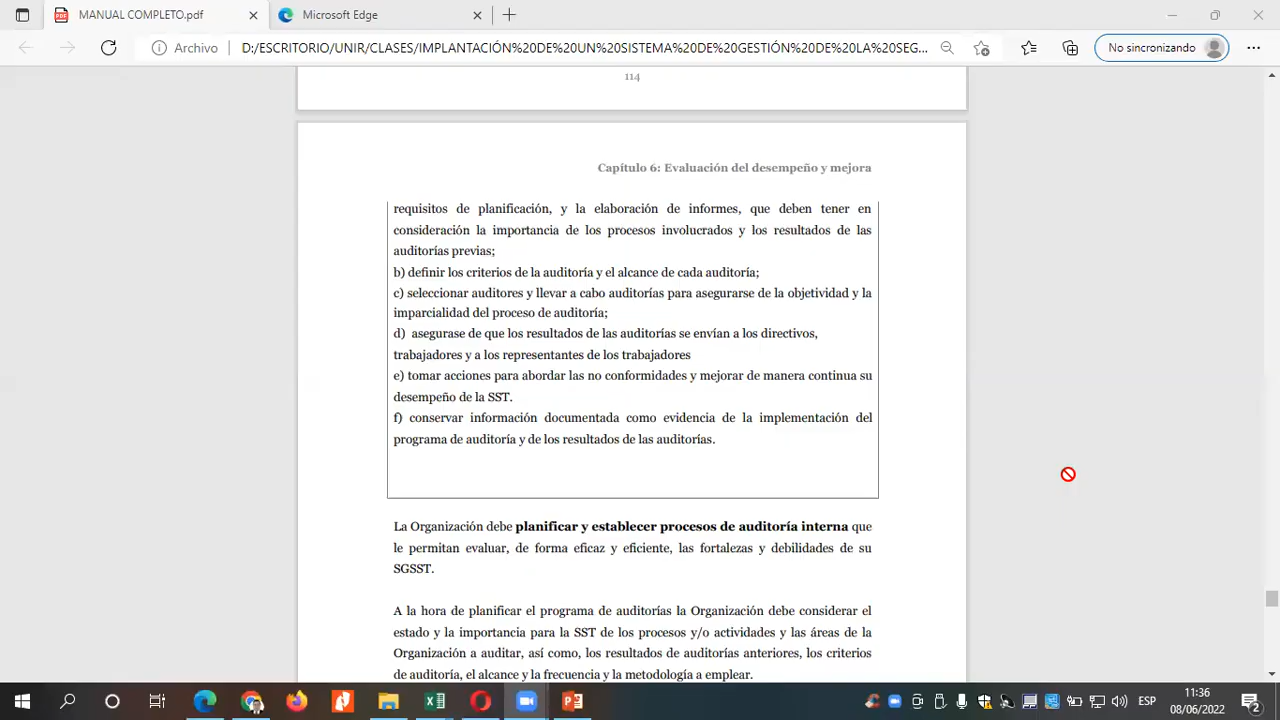 MANUAL COMPLETO.pdf
Microsoft Edge
Archivo
D:/ESCRITORIO/UNIR/CLASES/IMPLANTACIÓN%20DE%20UN%20SISTEMA%20DE%20GESTIÓN%20DE%20LA%20SEG...
No sincronizando
114
Capítulo 6: Evaluación del desempeño y mejora
requisitos de planificación, y la elaboración de informes, que deben tener en
consideración la importancia de los procesos involucrados y los resultados de las
auditorías previas;
b) definir los criterios de la auditoría y el alcance de cada auditoría;
c) seleccionar auditores y llevar a cabo auditorías para asegurarse de la objetividad y la
imparcialidad del proceso de auditoría;
d) asegurase de que los resultados de las auditorías se envían a los directivos,
trabajadores y a los representantes de los trabajadores
e) tomar acciones para abordar las no conformidades y mejorar de manera continua su
desempeño de la SST.
f) conservar información documentada como evidencia de la implementación del
programa de auditoría y de los resultados de las auditorías.
La Organización debe planificar y establecer procesos de auditoría interna que
le permitan evaluar, de forma eficaz y eficiente, las fortalezas y debilidades de su
SGSST.
A la hora de planificar el programa de auditorías la Organización debe considerar el
estado y la importancia para la SST de los procesos y/o actividades y las áreas de la
Organización a auditar, así como, los resultados de auditorías anteriores, los criterios
de auditoría, el alcance y la frecuencia y la metodología a emplear.
ESP
11:36
08/06/2022
2